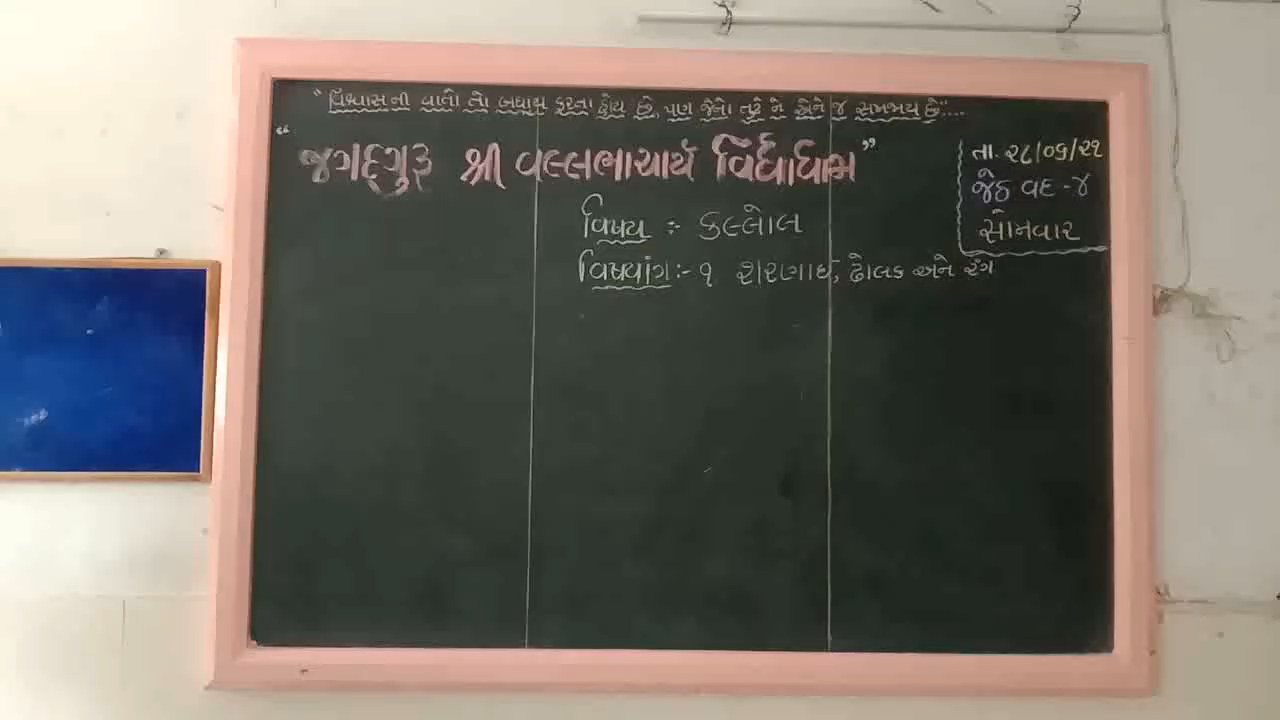 "વિશ્વાસની વાતો તો બધાય કરતા હોય છે, પણ જેનો તુટે ને એને જ સમજાય છે"....
"જગદ્ગુરુ શ્રી વલ્લભાચાર્ય વિદ્યાધામ"
તા. ૨૮/૦૬/૨૧
જેઠ વદ -૪
સોમવાર
વિષય :- કલ્લોલ
વિષયાંગ:- ૧ શરણાઈ, ઢોલક અને રંગ